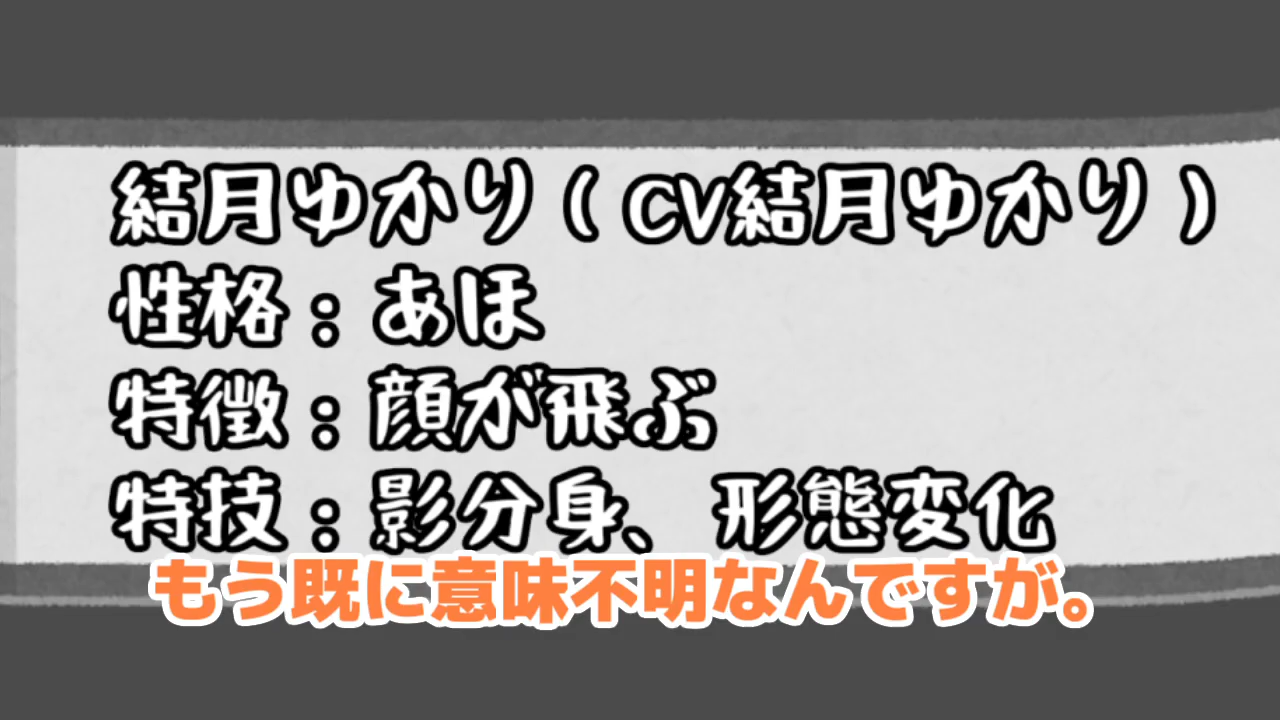 結月ゆかり（CV結月ゆかり）
性格：あほ
特徴：顔が飛ぶ
特技：影分身、形態変化
もう既に意味不明なんですが。